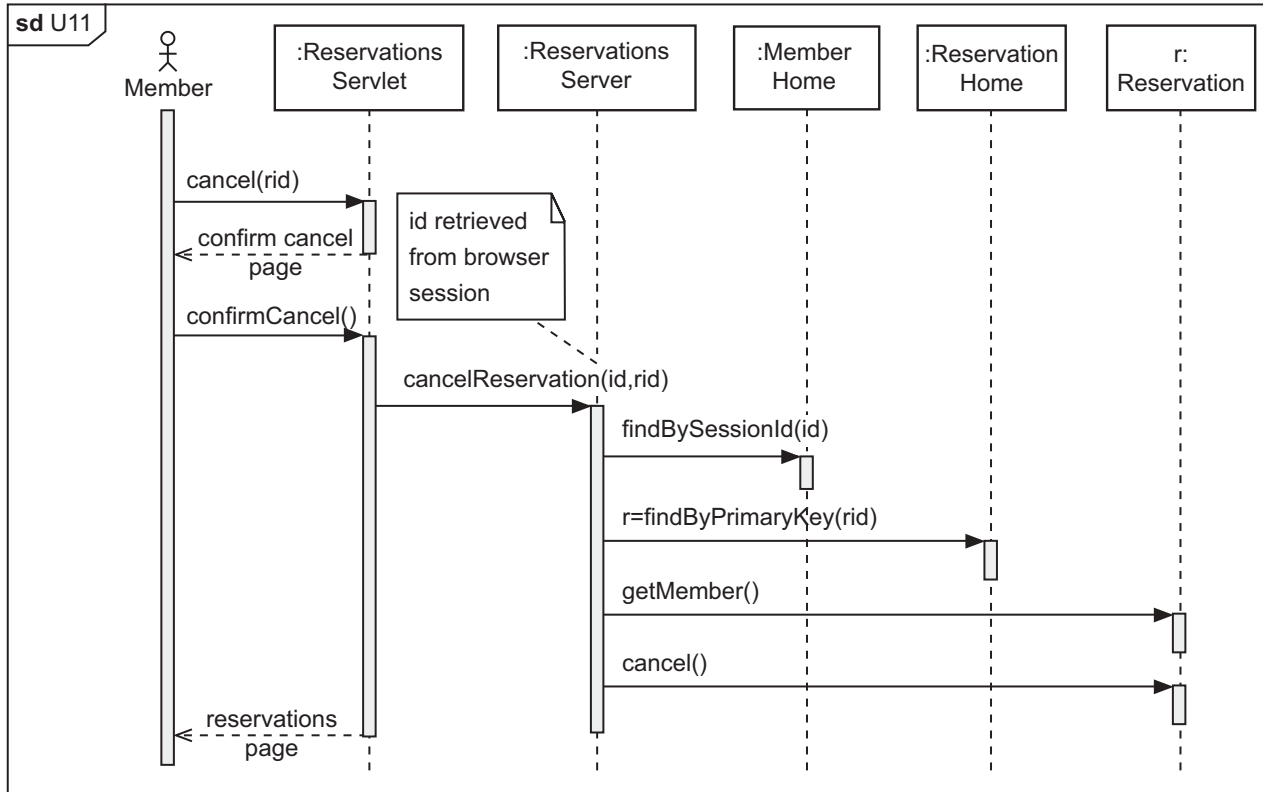 sd U11
Member
:Reservations
Servlet
:Reservations
Server
:Member
Home
:Reservation
Home
r:
Reservation
cancel(rid)
confirm cancel
page
id retrieved
from browser
session
confirmCancel()
cancelReservation(id,rid)
findBySessionId(id)
r=findByPrimaryKey(rid)
getMember()
cancel()
reservations
page